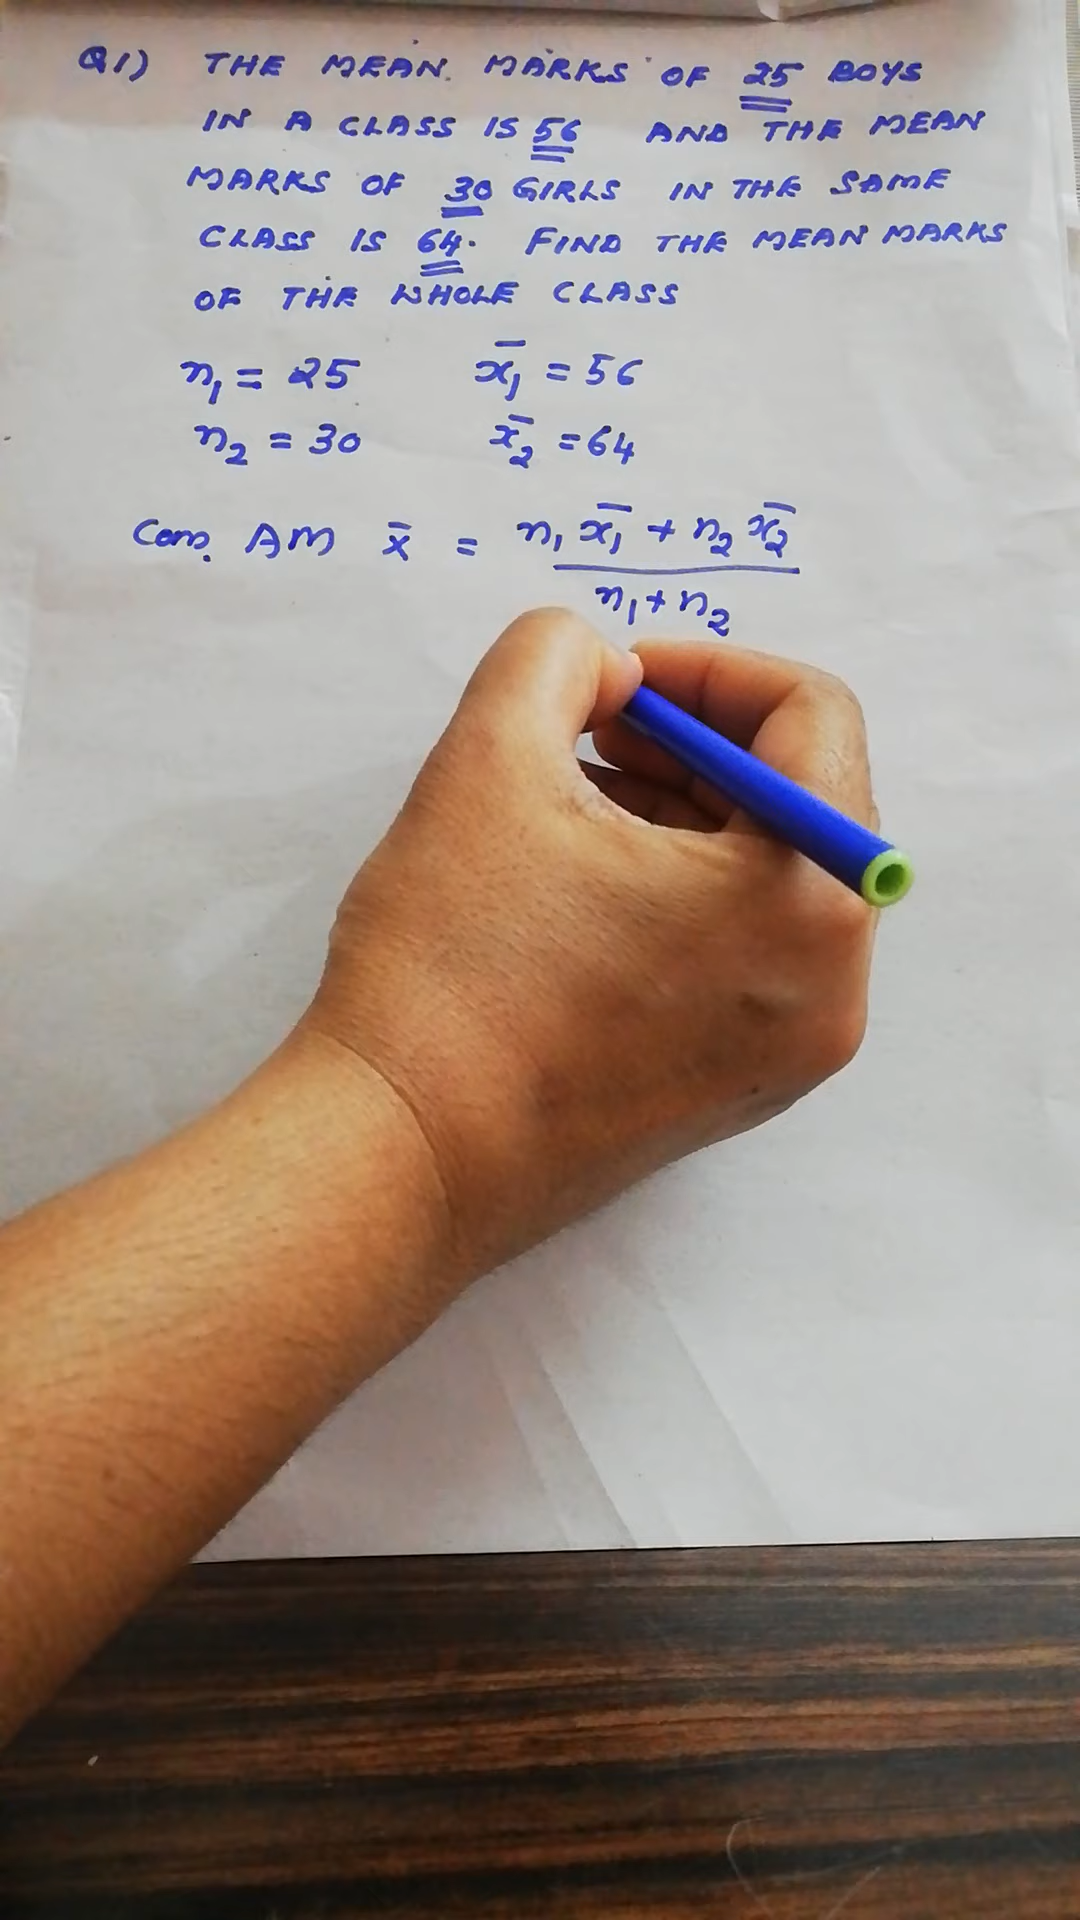 Q1) THE MEAN MARKS OF 25 BOYS
IN A CLASS IS 56 AND THE MEAN
MARKS OF 30 GIRLS IN THE SAME
CLASS IS 64. FIND THE MEAN MARKS
OF THE WHOLE CLASS
n₁ = 25 x̄₁ = 56
n₂ = 30 x̄₂ = 64
Com. AM x̄ = n₁ x̄₁ + n₂ x̄₂
n₁ + n₂